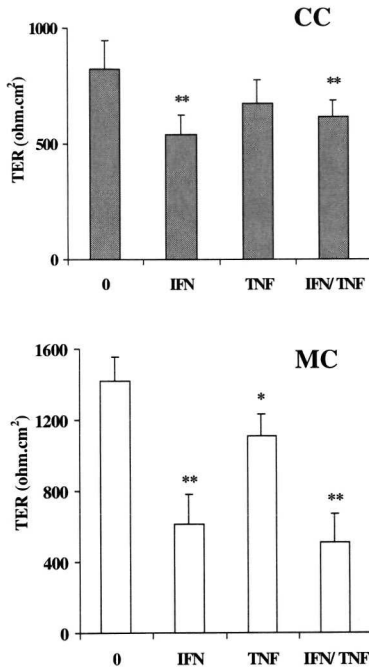 CC
1000
**
**
500
TER (ohm.cm²)
0
0 IFN TNF IFN/ TNF
MC
1600
*
1200
**
**
800
TER (ohm.cm²)
400
0
0 IFN TNF IFN/ TNF